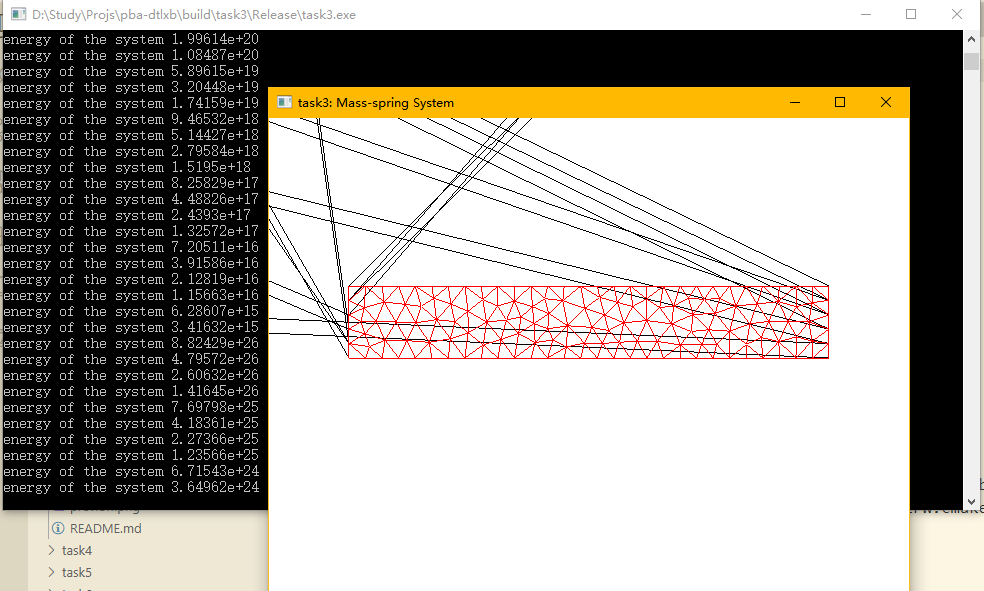 D:\Study\Projs\pba-dtlxb\build\task3\Release\task3.exe
energy of the system 1.99614e+20
energy of the system 1.08487e+20
energy of the system 5.89615e+19
energy of the system 3.20448e+19
energy of the system 1.74159e+19
energy of the system 9.46532e+18
energy of the system 5.14427e+18
energy of the system 2.79584e+18
energy of the system 1.5195e+18
energy of the system 8.25829e+17
energy of the system 4.48826e+17
energy of the system 2.4393e+17
energy of the system 1.32572e+17
energy of the system 7.20511e+16
energy of the system 3.91586e+16
energy of the system 2.12819e+16
energy of the system 1.15663e+16
energy of the system 6.28607e+15
energy of the system 3.41632e+15
energy of the system 8.82429e+26
energy of the system 4.79572e+26
energy of the system 2.60632e+26
energy of the system 1.41645e+26
energy of the system 7.69798e+25
energy of the system 4.18361e+25
energy of the system 2.27366e+25
energy of the system 1.23566e+25
energy of the system 6.71543e+24
energy of the system 3.64962e+24
task3: Mass-spring System
README.md
task4
task5